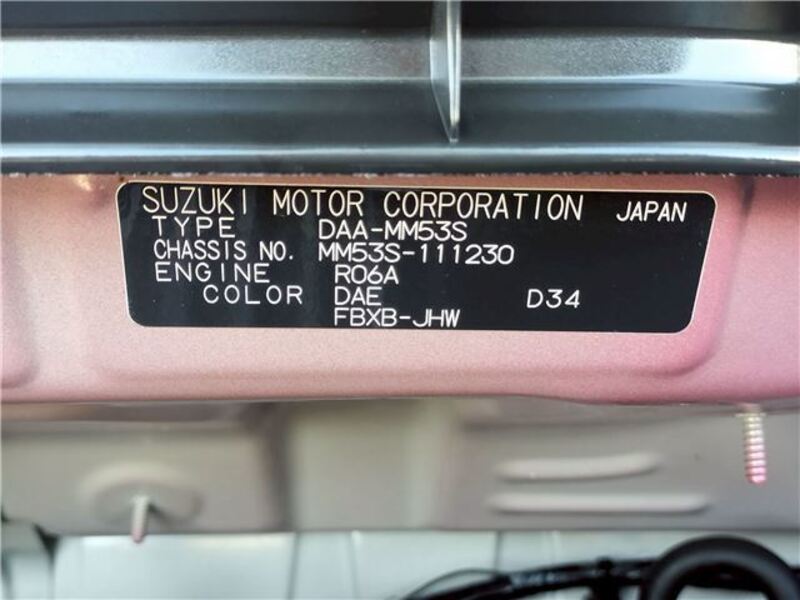 SUZUKI MOTOR CORPORATION JAPAN
TYPE DAA-MM53S
CHASSIS NO. MM53S-111230
ENGINE R06A
COLOR DAE D34
FBXB-JHW